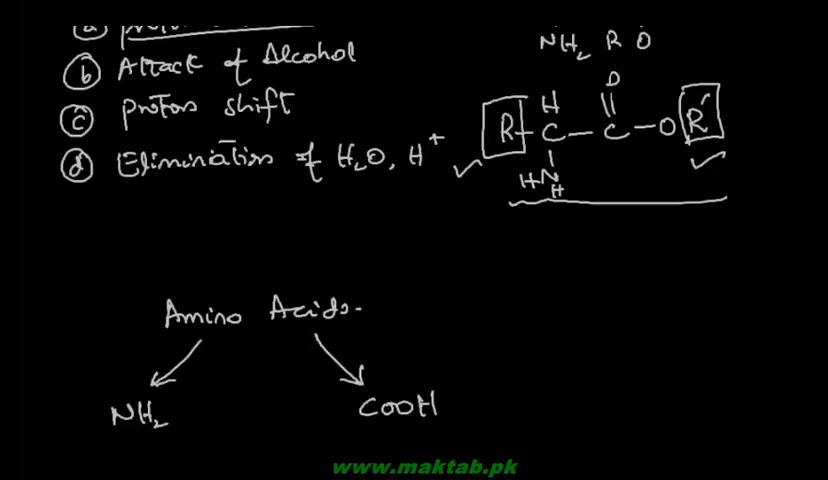 (b) Attack of Alcohol
(c) Proton shift
(d) Elimination of H2O, H+
NH2 R O
H O
R - C - C - O R'
HN
H
Amino Acids
NH2 COOH
www.maktab.pk